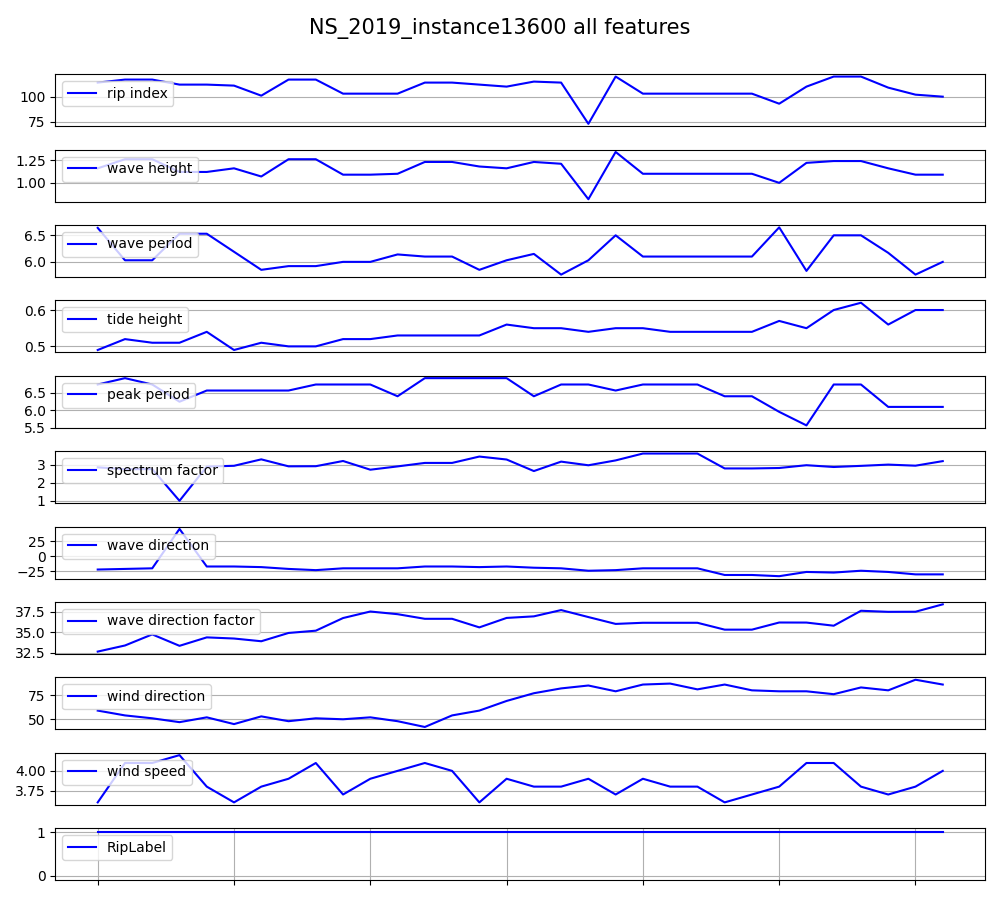 NS_2019_instance13600 all features
100
75
rip index
1.25
1.00
wave height
6.5
6.0
wave period
0.6
0.5
tide height
6.5
6.0
5.5
peak period
3
2
1
spectrum factor
25
0
−25
wave direction
37.5
35.0
32.5
wave direction factor
75
50
wind direction
4.00
3.75
wind speed
1
0
RipLabel